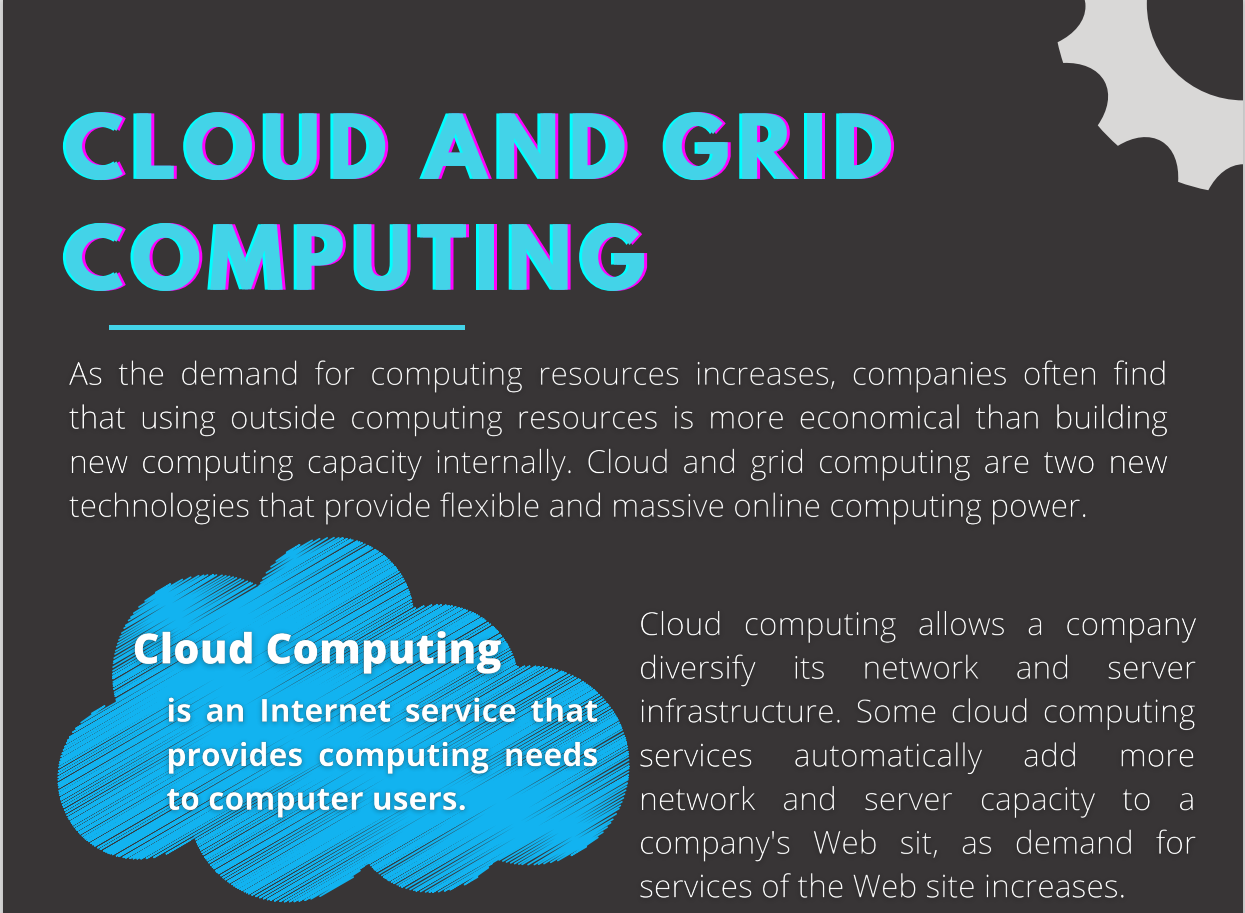 CLOUD AND GRID
COMPUTING
As the demand for computing resources increases, companies often find
that using outside computing resources is more economical than building
new computing capacity internally. Cloud and grid computing are two new
technologies that provide flexible and massive online computing power.
Cloud Computing
is an Internet service that
provides computing needs
to computer users.
Cloud computing allows a company
diversify its network and server
infrastructure. Some cloud computing
services automatically add more
network and server capacity to a
company's Web sit, as demand for
services of the Web site increases.